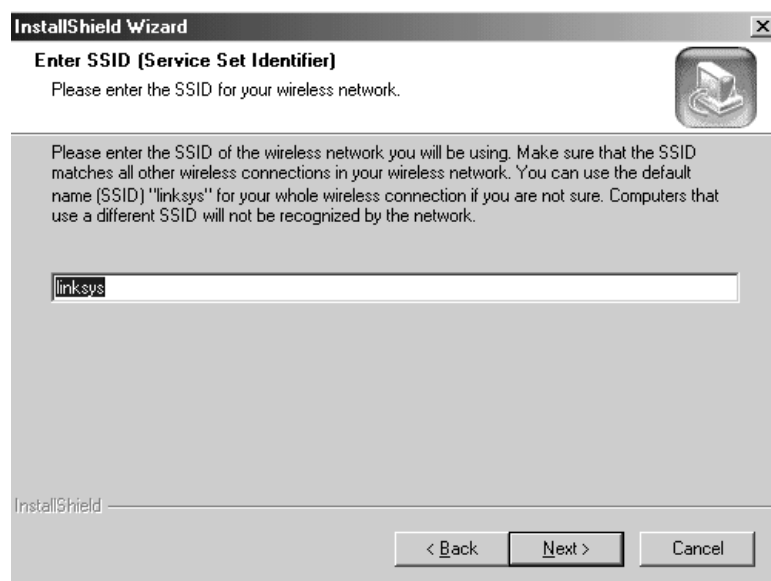 InstallShield Wizard
Enter SSID (Service Set Identifier)
Please enter the SSID for your wireless network.
Please enter the SSID of the wireless network you will be using. Make sure that the SSID
matches all other wireless connections in your wireless network. You can use the default
name (SSID) "linksys" for your whole wireless connection if you are not sure. Computers that
use a different SSID will not be recognized by the network.
linksys
InstallShield
< Back Next > Cancel